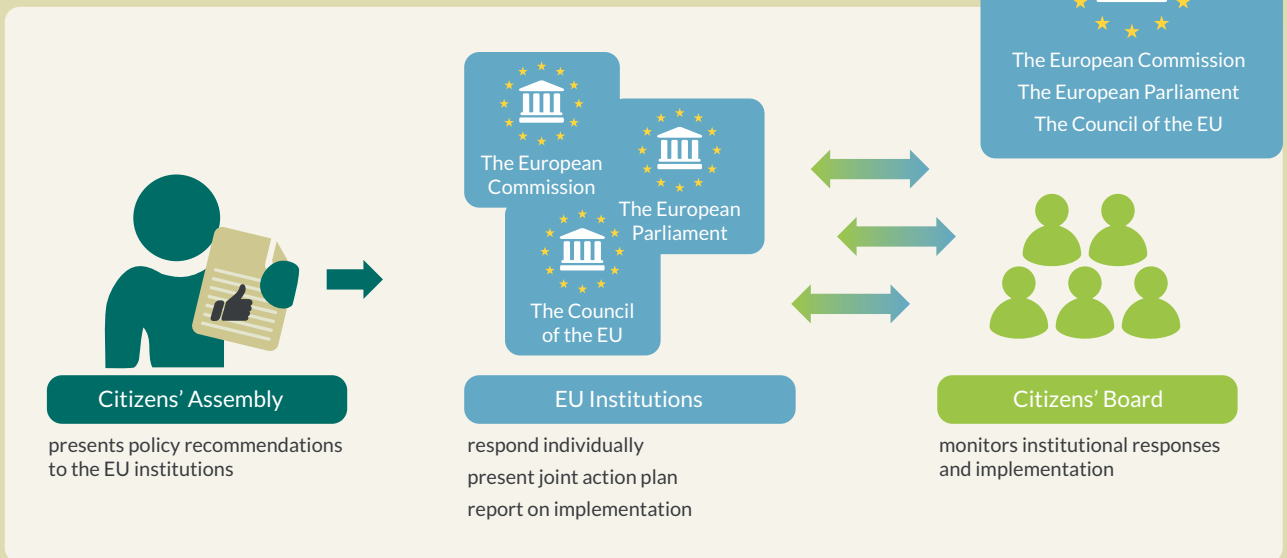 The European Commission
The European Parliament
The Council of the EU
The European
Commission
The European
Parliament
The Council
of the EU
Citizens’ Assembly
presents policy recommendations
to the EU institutions
EU Institutions
respond individually
present joint action plan
report on implementation
Citizens’ Board
monitors institutional responses
and implementation